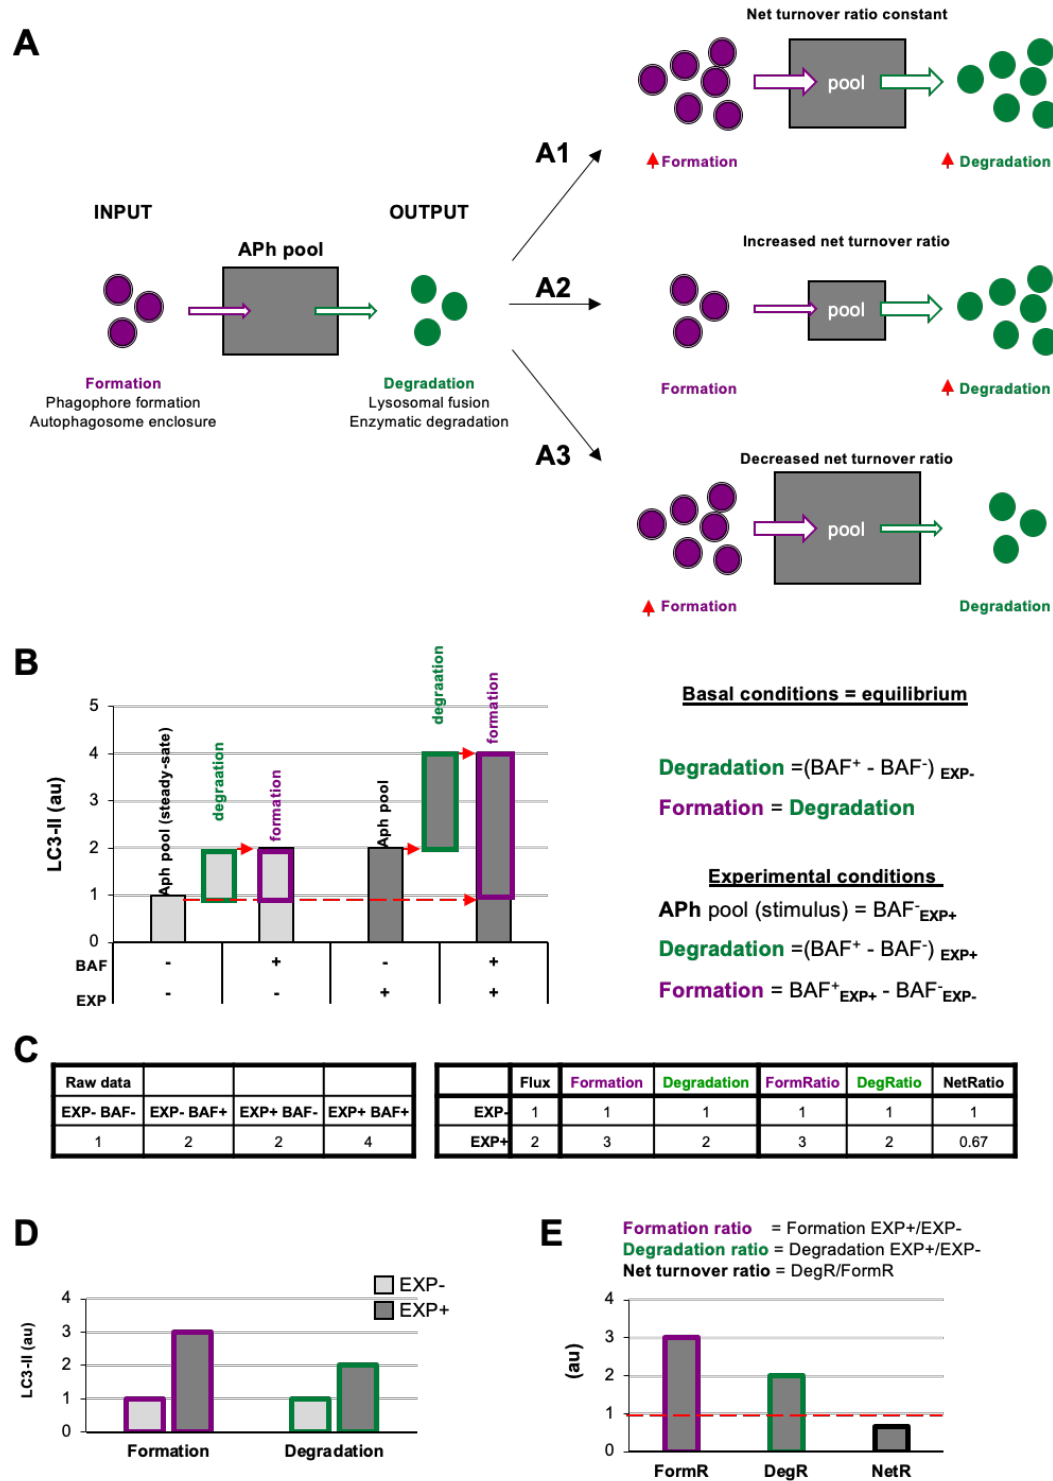 A
INPUT
OUTPUT
APh pool
Formation
Phagophore formation
Autophagosome enclosure
Degradation
Lysosomal fusion
Enzymatic degradation
A1
Net turnover ratio constant
pool
Formation
Degradation
A2
Increased net turnover ratio
pool
Formation
Degradation
A3
Decreased net turnover ratio
pool
Formation
Degradation
B
LC3-II (au)
5
4
3
2
1
0
Aph pool (steady-sate)
degraation
formation
Aph pool
degraation
formation
BAF - + - +
EXP - - + +
Basal conditions = equilibrium
Degradation =(BAF+ - BAF-) EXP-
Formation = Degradation
Experimental conditions
APh pool (stimulus) = BAF-EXP+
Degradation =(BAF+ - BAF-) EXP+
Formation = BAF+EXP+ - BAF-EXP-
C
Raw data
EXP- BAF- EXP- BAF+ EXP+ BAF- EXP+ BAF+
1 2 2 4
Flux Formation Degradation FormRatio DegRatio NetRatio
EXP- 1 1 1 1 1 1
EXP+ 2 3 2 3 2 0.67
D
EXP-
EXP+
LC3-II (au)
4
3
2
1
0
Formation Degradation
E
Formation ratio = Formation EXP+/EXP-
Degradation ratio = Degradation EXP+/EXP-
Net turnover ratio = DegR/FormR
(au)
4
3
2
1
0
FormR DegR NetR